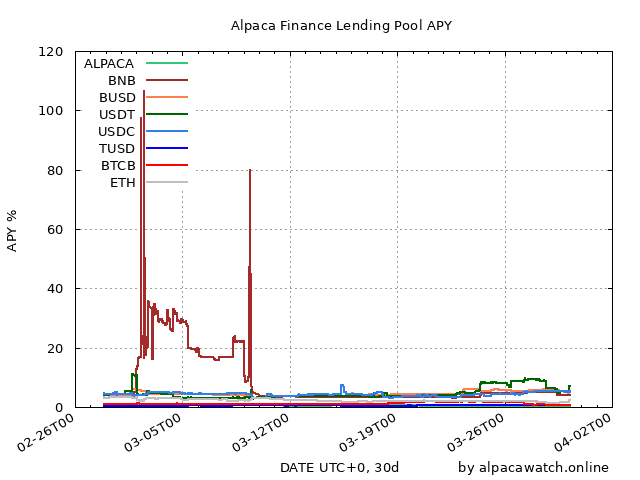 Alpaca Finance Lending Pool APY
120
100
80
60
40
20
0
APY %
ALPACA
BNB
BUSD
USDT
USDC
TUSD
BTCB
ETH
02-26T00
03-05T00
03-12T00
03-19T00
03-26T00
04-02T00
DATE UTC+0, 30d
by alpacawatch.online